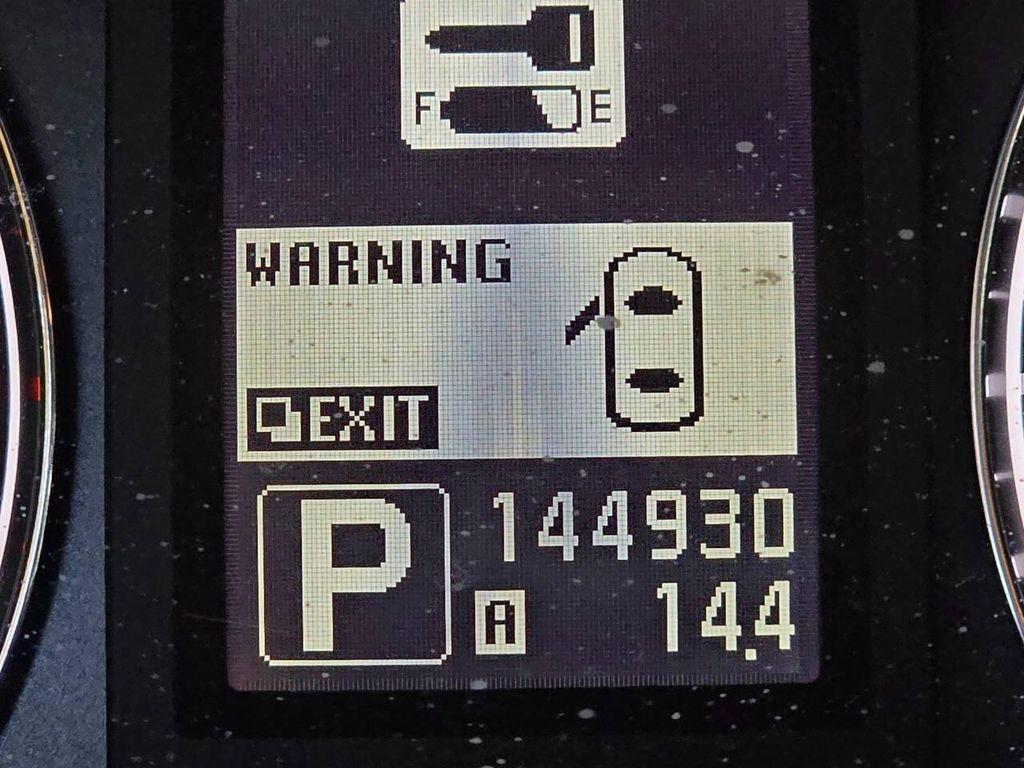 F E
WARNING
EXIT
P
144930
A 14.4